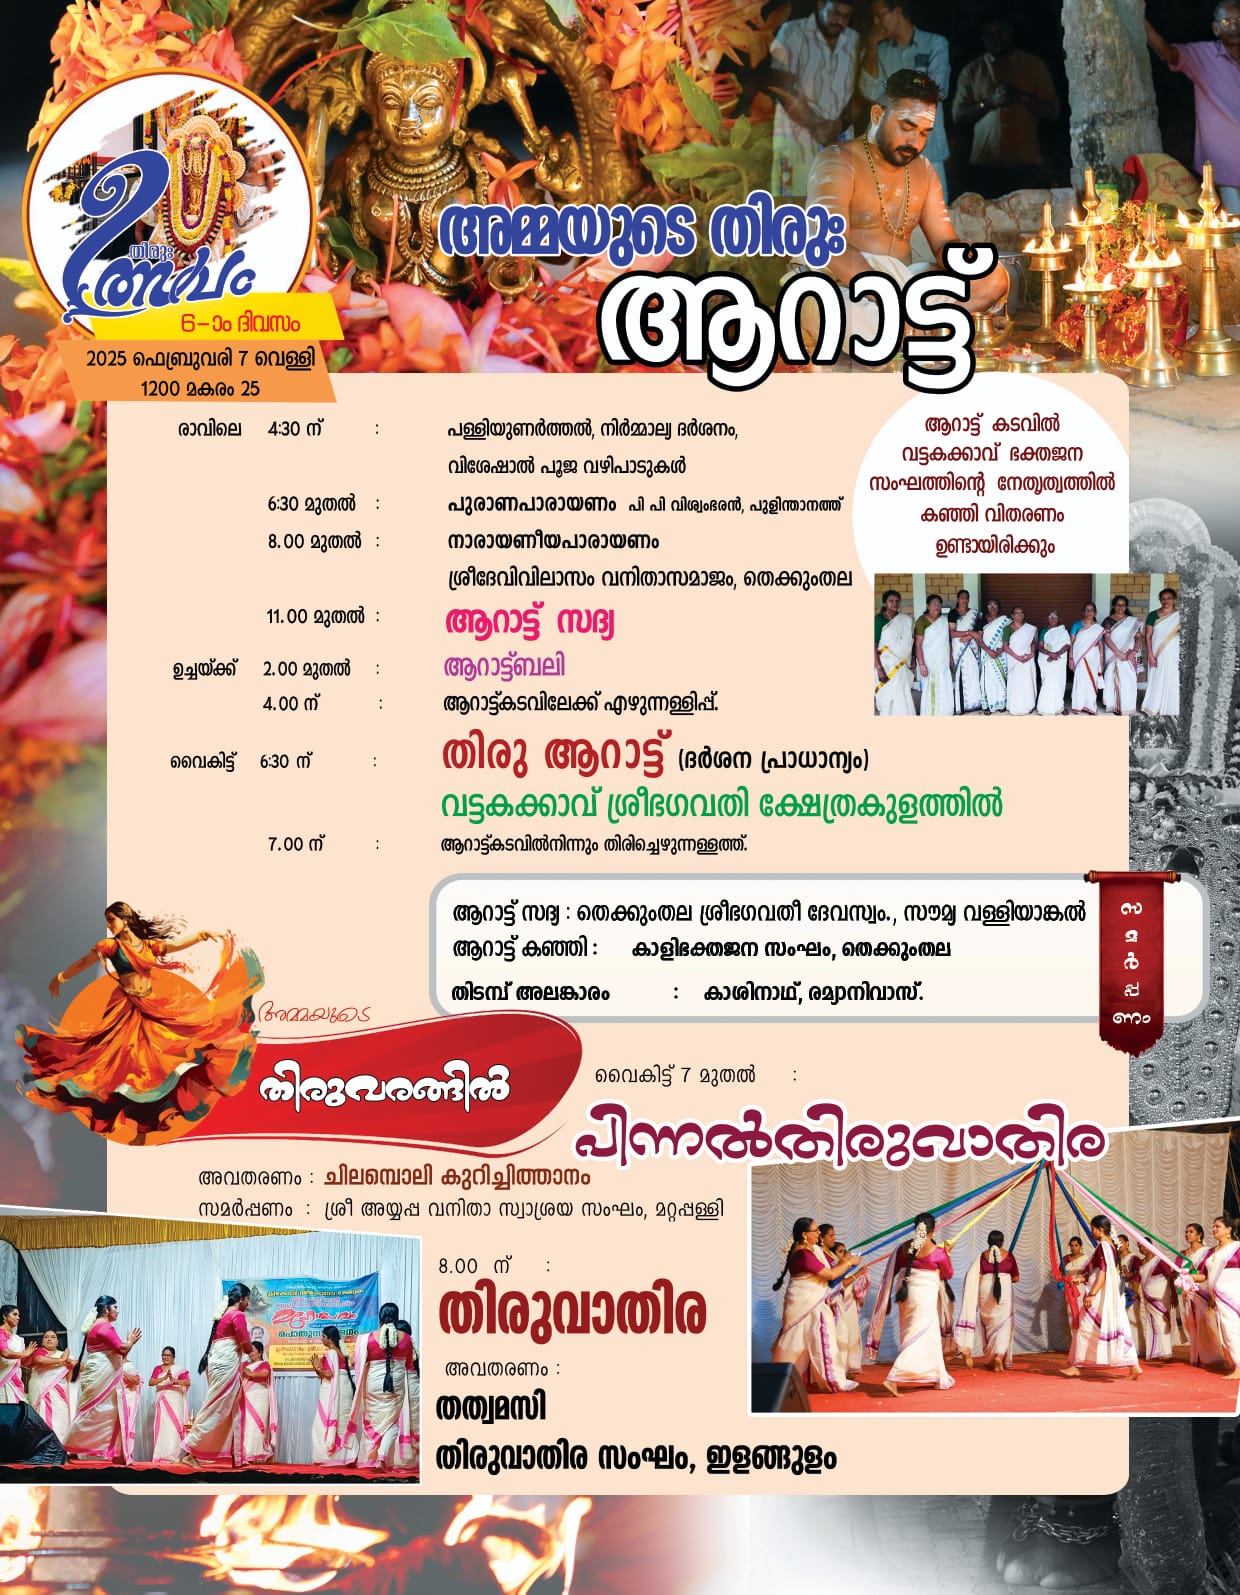 തിരുഃ
ഉത്സവം
6-ാം ദിവസം
2025 ഫെബ്രുവരി 7 വെള്ളി
1200 മകരം 25
അമ്മയുടെ തിരുഃ
ആറാട്ട്
ആറാട്ട് കടവിൽ
വട്ടകക്കാവ് ഭക്തജന
സംഘത്തിന്റെ നേതൃത്വത്തിൽ
കഞ്ഞി വിതരണം
ഉണ്ടായിരിക്കും
രാവിലെ 4:30 ന് : പള്ളിയുണർത്തൽ, നിർമ്മാല്യ ദർശനം,
വിശേഷാൽ പൂജ വഴിപാടുകൾ
6:30 മുതൽ : പുരാണപാരായണം പി പി വിശ്വംഭരൻ, പുളിന്താനത്ത്
8.00 മുതൽ : നാരായണീയപാരായണം
ശ്രീദേവിവിലാസം വനിതാസമാജം, തെക്കുംതല
11.00 മുതൽ : ആറാട്ട് സദ്യ
ഉച്ചയ്ക്ക് 2.00 മുതൽ : ആറാട്ട്ബലി
4.00 ന് : ആറാട്ട്കടവിലേക്ക് എഴുന്നള്ളിപ്പ്.
വൈകിട്ട് 6:30 ന് : തിരു ആറാട്ട് (ദർശന പ്രാധാന്യം)
വട്ടകക്കാവ് ശ്രീഭഗവതി ക്ഷേത്രകുളത്തിൽ
7.00 ന് : ആറാട്ട്കടവിൽനിന്നും തിരിച്ചെഴുന്നള്ളത്ത്.
ആറാട്ട് സദ്യ : തെക്കുംതല ശ്രീഭഗവതീ ദേവസ്വം., സൗമ്യ വള്ളിയാങ്കൽ
ആറാട്ട് കഞ്ഞി : കാളിഭക്തജന സംഘം, തെക്കുംതല
തിടമ്പ് അലങ്കാരം : കാശിനാഥ്, രമ്യാനിവാസ്.
സമർപ്പണം
അമ്മയുടെ
തിരുവരങ്ങിൽ
വൈകിട്ട് 7 മുതൽ :
പിന്നൽതിരുവാതിര
അവതരണം : ചിലമ്പൊലി കുറിച്ചിത്താനം
സമർപ്പണം : ശ്രീ അയ്യപ്പ വനിതാ സ്വാശ്രയ സംഘം, മറ്റപ്പള്ളി
8.00 ന് :
തിരുവാതിര
അവതരണം :
തത്വമസി
തിരുവാതിര സംഘം, ഇളങ്ങുളം